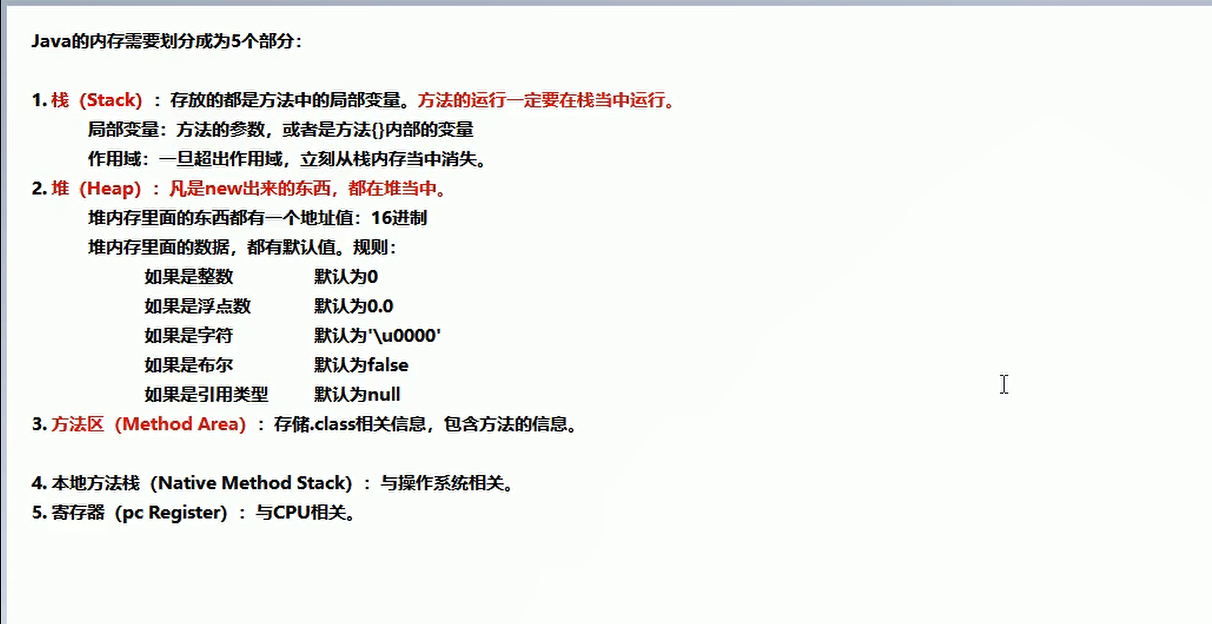 Java的内存需要划分成为5个部分：
1. 栈（Stack）：存放的都是方法中的局部变量。方法的运行一定要在栈当中运行。
局部变量：方法的参数，或者是方法{}内部的变量
作用域：一旦超出作用域，立刻从栈内存当中消失。
2. 堆（Heap）：凡是new出来的东西，都在堆当中。
堆内存里面的东西都有一个地址值：16进制
堆内存里面的数据，都有默认值。规则：
如果是整数 默认为0
如果是浮点数 默认为0.0
如果是字符 默认为'\u0000'
如果是布尔 默认为false
如果是引用类型 默认为null
3. 方法区（Method Area）：存储.class相关信息，包含方法的信息。
4. 本地方法栈（Native Method Stack）：与操作系统相关。
5. 寄存器（pc Register）：与CPU相关。